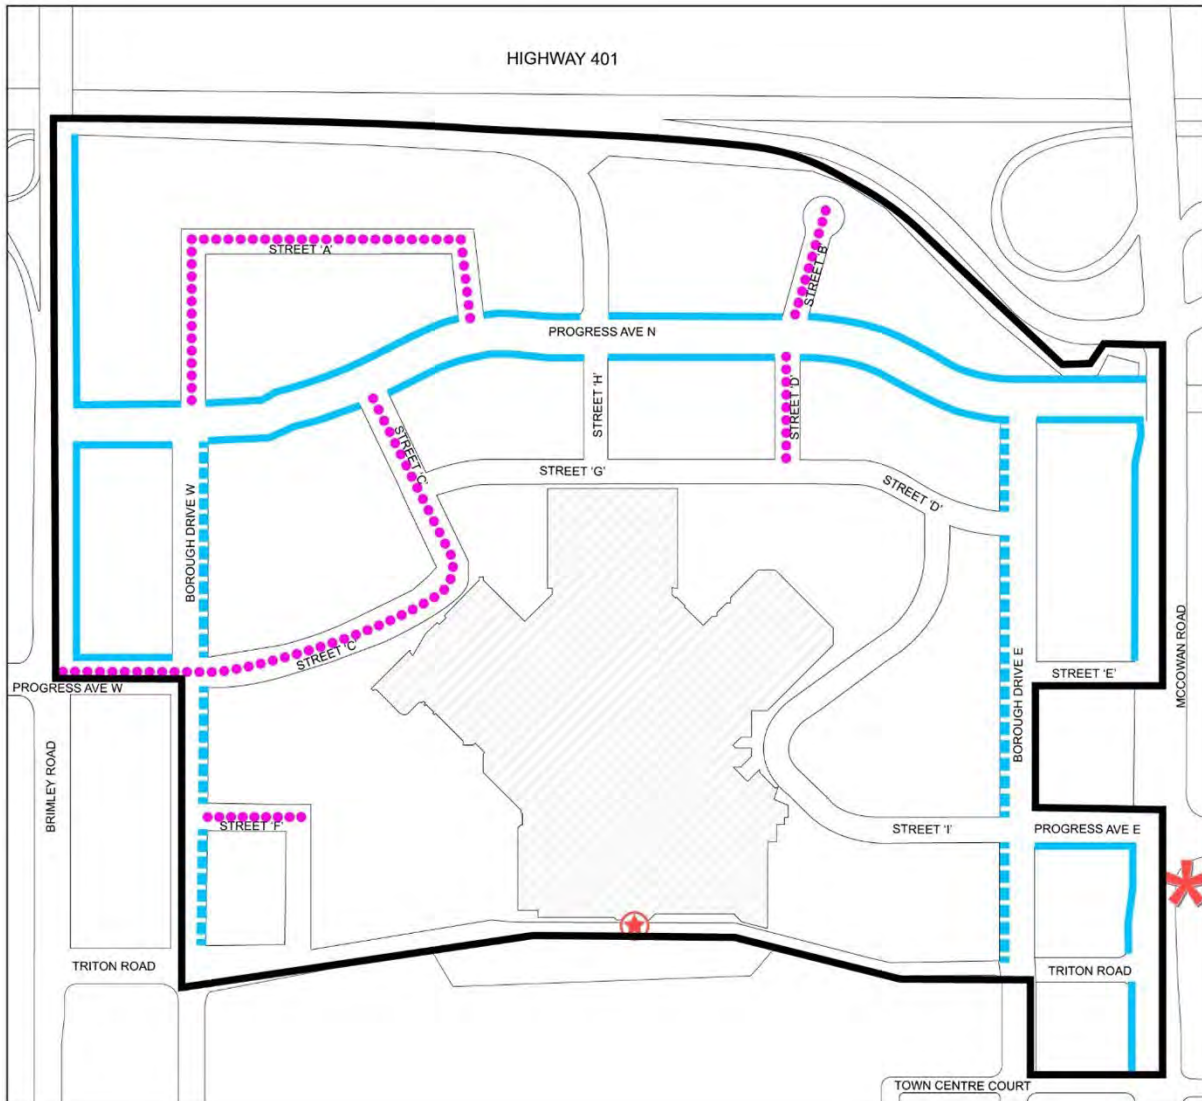 HIGHWAY 401
STREET 'A'
STREET 'B'
PROGRESS AVE N
STREET 'H'
STREET 'D'
STREET 'C'
STREET 'G'
STREET 'D'
BOROUGH DRIVE W
STREET 'C'
PROGRESS AVE W
STREET 'E'
BOROUGH DRIVE E
MCCOWAN ROAD
BRIMLEY ROAD
STREET 'F'
STREET 'I'
PROGRESS AVE E
TRITON ROAD
TRITON ROAD
TOWN CENTRE COURT